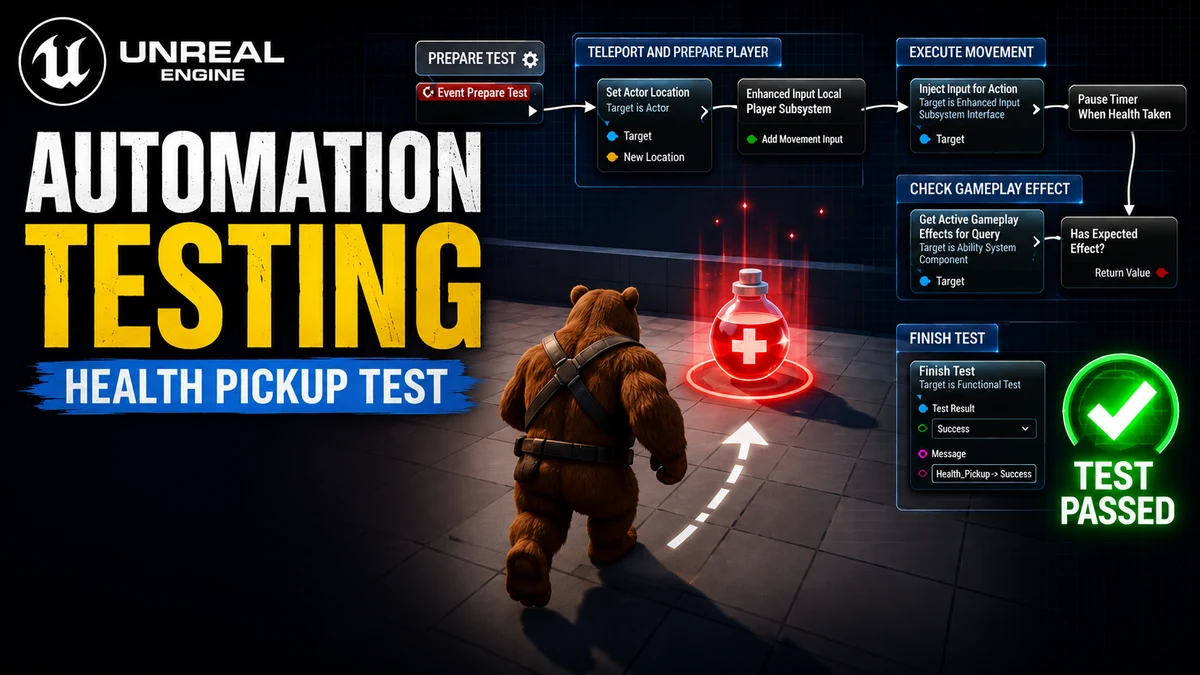 UNREAL
ENGINE
AUTOMATION
TESTING
HEALTH PICKUP TEST
PREPARE TEST
Event Prepare Test
TELEPORT AND PREPARE PLAYER
Set Actor Location
Target is Actor
Target
New Location
Enhanced Input Local
Player Subsystem
Add Movement Input
EXECUTE MOVEMENT
Inject Input for Action
Target is Enhanced Input
Subsystem Interface
Target
Pause Timer
When Health Taken
CHECK GAMEPLAY EFFECT
Get Active Gameplay
Effects for Query
Target is Ability System
Component
Target
Has Expected
Effect?
Return Value
FINISH TEST
Finish Test
Target is Functional Test
Test Result
Success
Message
Health_Pickup -> Success
TEST
PASSED